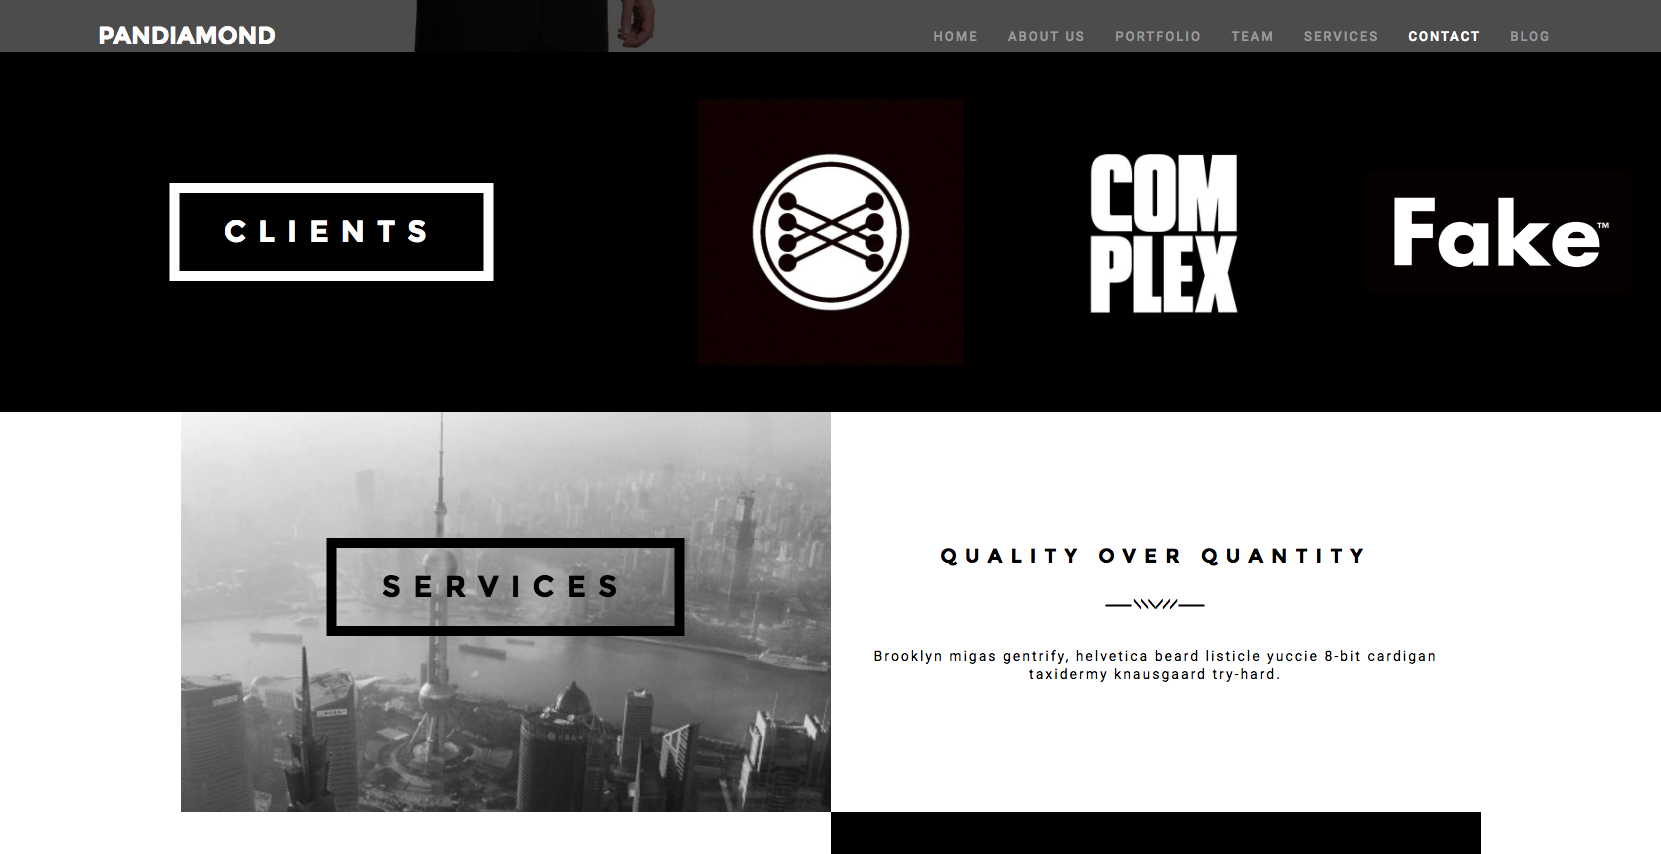 PANDIAMOND
HOME ABOUT US PORTFOLIO TEAM SERVICES CONTACT BLOG
CLIENTS
COM
PLEX
Fake™
SERVICES
QUALITY OVER QUANTITY
Brooklyn migas gentrify, helvetica beard listicle yuccie 8-bit cardigan
taxidermy knausgaard try-hard.